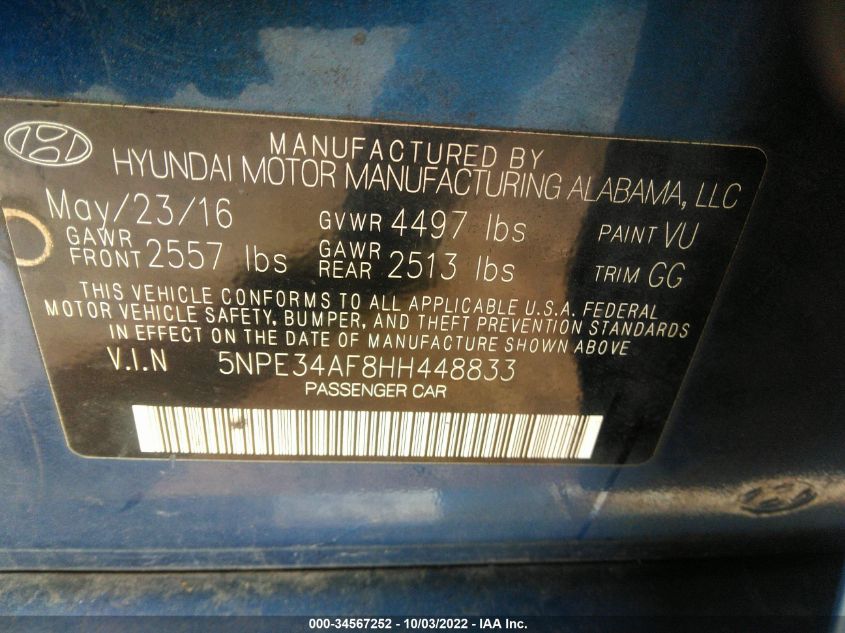 MANUFACTURED BY
HYUNDAI MOTOR MANUFACTURING ALABAMA, LLC
May/23/16 GVWR 4497 lbs PAINT VU
GAWR FRONT 2557 lbs GAWR REAR 2513 lbs TRIM GG
THIS VEHICLE CONFORMS TO ALL APPLICABLE U.S.A. FEDERAL
MOTOR VEHICLE SAFETY, BUMPER, AND THEFT PREVENTION STANDARDS
IN EFFECT ON THE DATE OF MANUFACTURE SHOWN ABOVE
V.I.N 5NPE34AF8HH448833
PASSENGER CAR
000-34567252 - 10/03/2022 - IAA Inc.